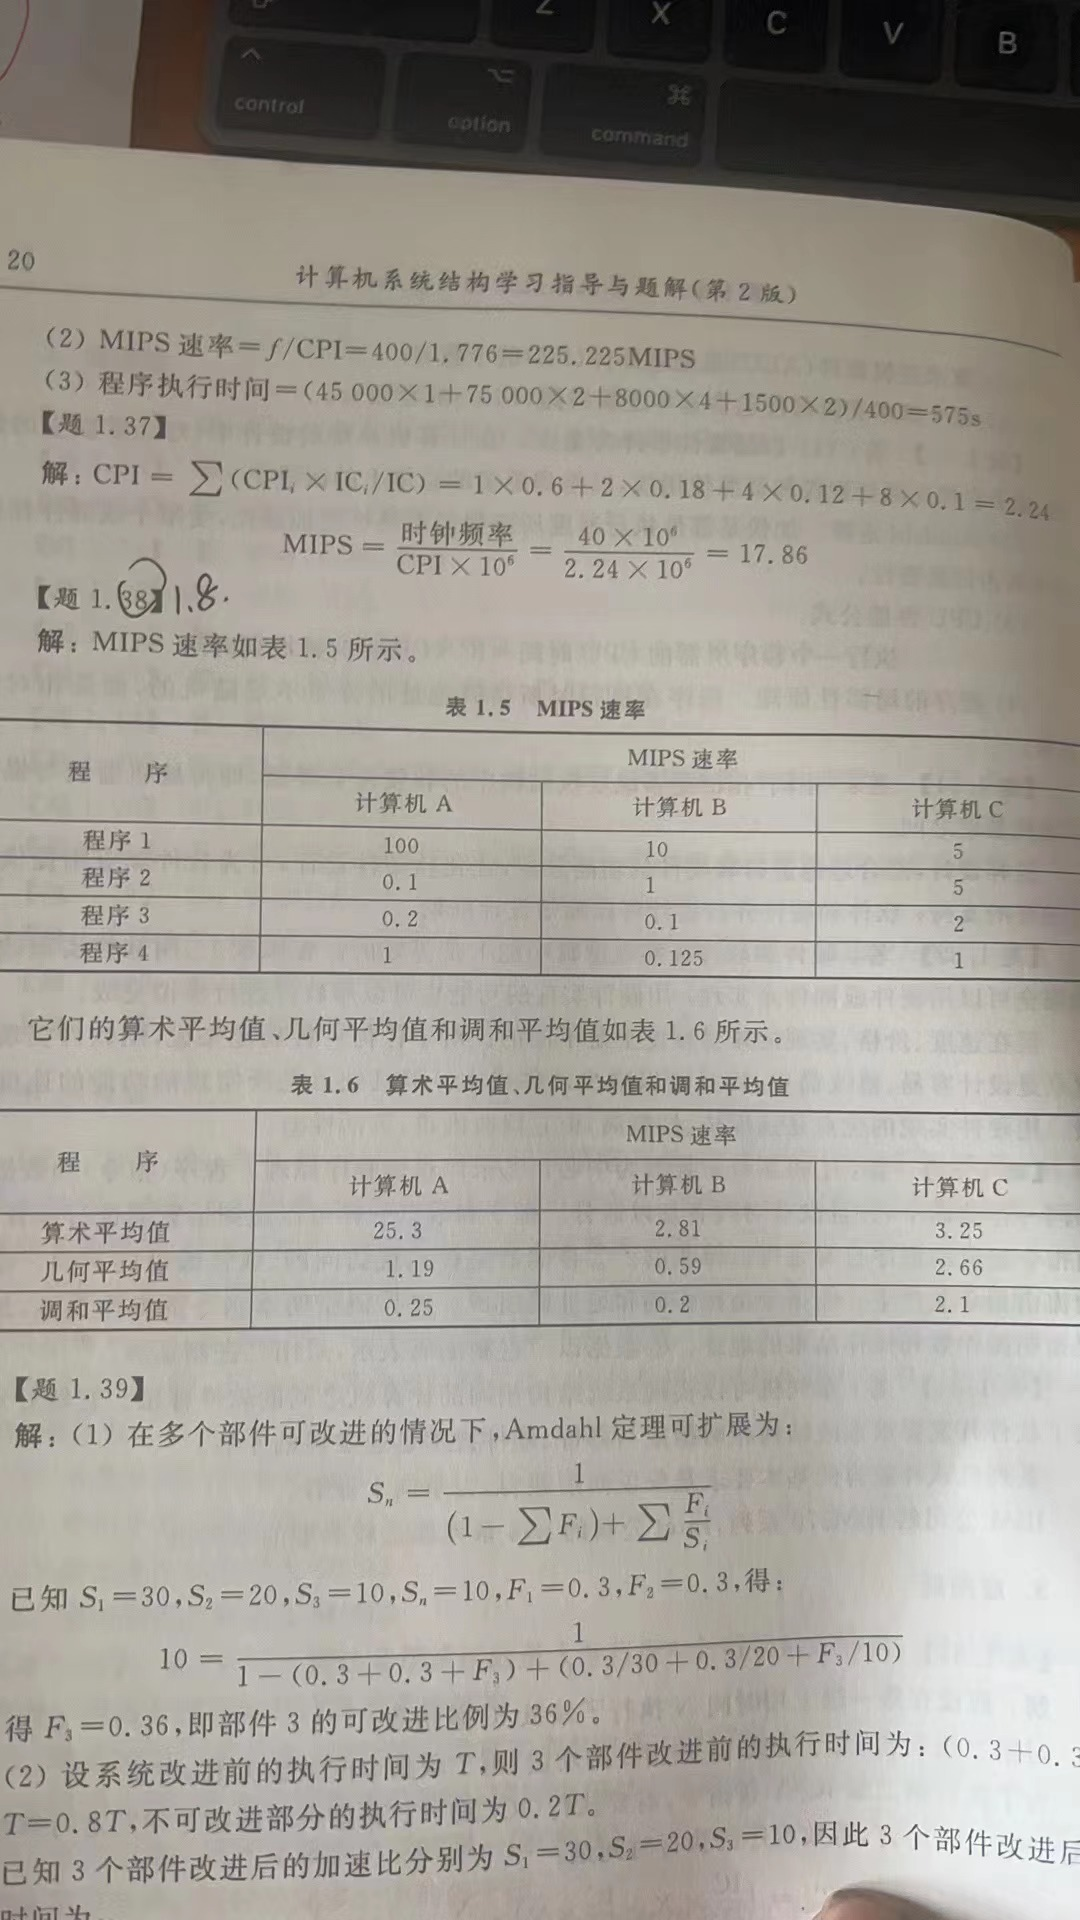 Z X C V B
control option command
20 计算机系统结构学习指导与题解(第2版)
(2) MIPS速率=f/CPI=400/1.776=225.225MIPS
(3) 程序执行时间=(45 000×1+75 000×2+8000×4+1500×2)/400=575s
【题 1.37】
解: CPI = ∑(CPIᵢ × ICᵢ/IC) = 1×0.6+2×0.18+4×0.12+8×0.1=2.24
MIPS = 时钟频率/(CPI×10⁶) = (40×10⁶)/(2.24×10⁶) = 17.86
【题 1.38】1.8.
解: MIPS速率如表1.5所示。
表 1.5 MIPS速率
程 序 MIPS速率
计算机A 计算机B 计算机C
程序1 100 10 5
程序2 0.1 1 5
程序3 0.2 0.1 2
程序4 1 0.125 1
它们的算术平均值、几何平均值和调和平均值如表1.6所示。
表 1.6 算术平均值、几何平均值和调和平均值
程 序 MIPS速率
计算机A 计算机B 计算机C
算术平均值 25.3 2.81 3.25
几何平均值 1.19 0.59 2.66
调和平均值 0.25 0.2 2.1
【题 1.39】
解: (1) 在多个部件可改进的情况下,Amdahl定理可扩展为:
Sₙ = 1/((1-∑Fᵢ)+∑Fᵢ/Sᵢ)
已知 S₁=30,S₂=20,S₃=10,Sₙ=10,F₁=0.3,F₂=0.3,得:
10 = 1/(1-(0.3+0.3+F₃)+(0.3/30+0.3/20+F₃/10))
得 F₃=0.36,即部件3的可改进比例为36%。
(2) 设系统改进前的执行时间为T,则3个部件改进前的执行时间为: (0.3+0.3
T=0.8T,不可改进部分的执行时间为0.2T。
已知3个部件改进后的加速比分别为S₁=30,S₂=20,S₃=10,因此3个部件改进后
时间为